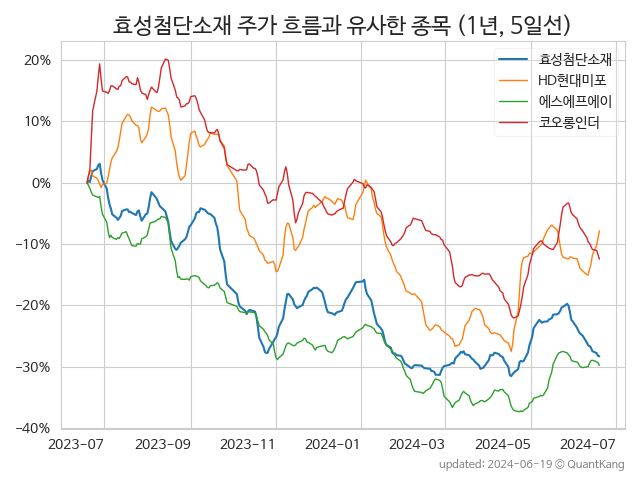 효성첨단소재 주가 흐름과 유사한 종목 (1년, 5일선)
효성첨단소재
HD현대미포
에스에프에이
코오롱인더
20%
10%
0%
−10%
−20%
−30%
−40%
2023-07 2023-09 2023-11 2024-01 2024-03 2024-05 2024-07
updated: 2024-06-19 © QuantKang